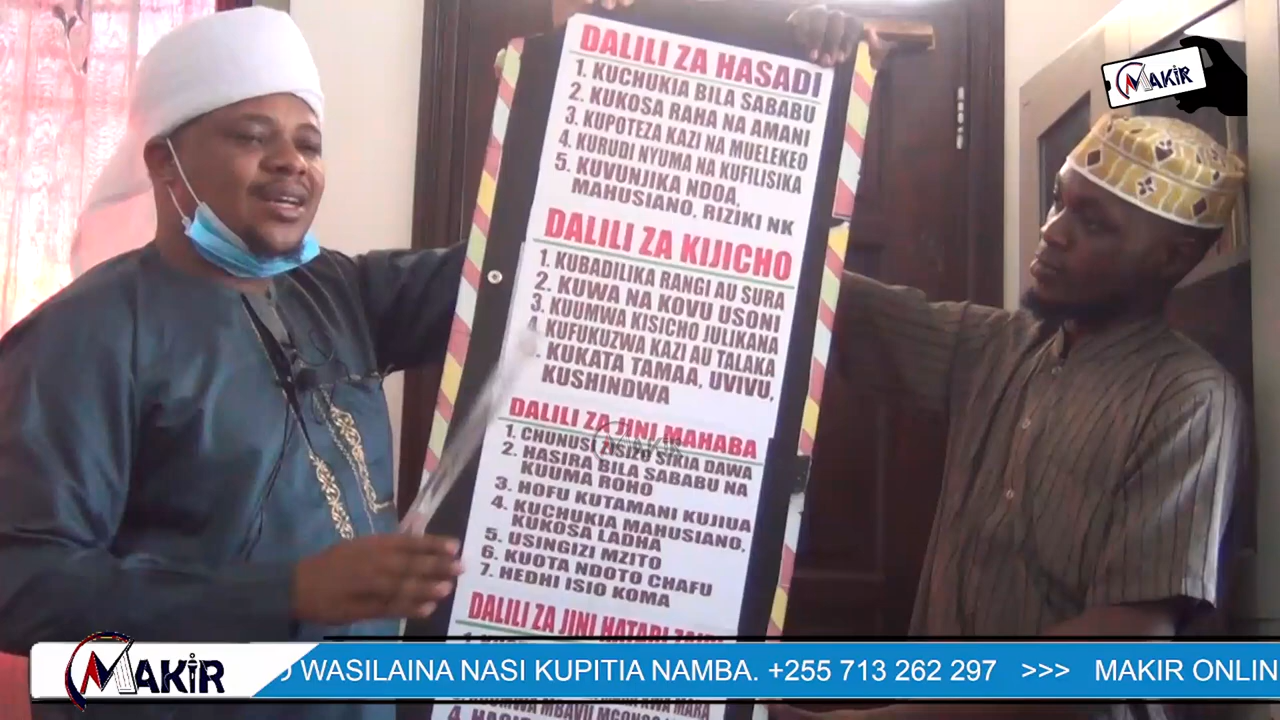 DALILI ZA HASADI
1. KUCHUKIA BILA SABABU
2. KUKOSA RAHA NA AMANI
3. KUPOTEZA KAZI NA MUELEKEO
4. KURUDI NYUMA NA KUFILISIKA
5. KUVUNJIKA NDOA,
MAHUSIANO, RIZIKI NK
DALILI ZA KIJICHO
1. KUBADILIKA RANGI AU SURA
2. KUWA NA KOVU USONI
3. KUUMWA KISICHO JULIKANA
4. KUFUKUZWA KAZI AU TALAKA
KUKATA TAMAA, UVIVU,
KUSHINDWA
DALILI ZA JINI MAHABA
1. CHUNUSI ZISIZO SIKIA DAWA
2. HASIRA BILA SABABU NA
KUUMA ROHO
3. HOFU KUTAMANI KUJIUA
4. KUCHUKIA MAHUSIANO,
KUKOSA LADHA
5. USINGIZI MZITO
6. KUOTA NDOTO CHAFU
7. HEDHI ISIO KOMA
DALILI ZA JINI HATARI
MAKIR
MAKIR
MAKIR
WASILAINA NASI KUPITIA NAMBA. +255 713 262 297 >>> MAKIR ONLIN